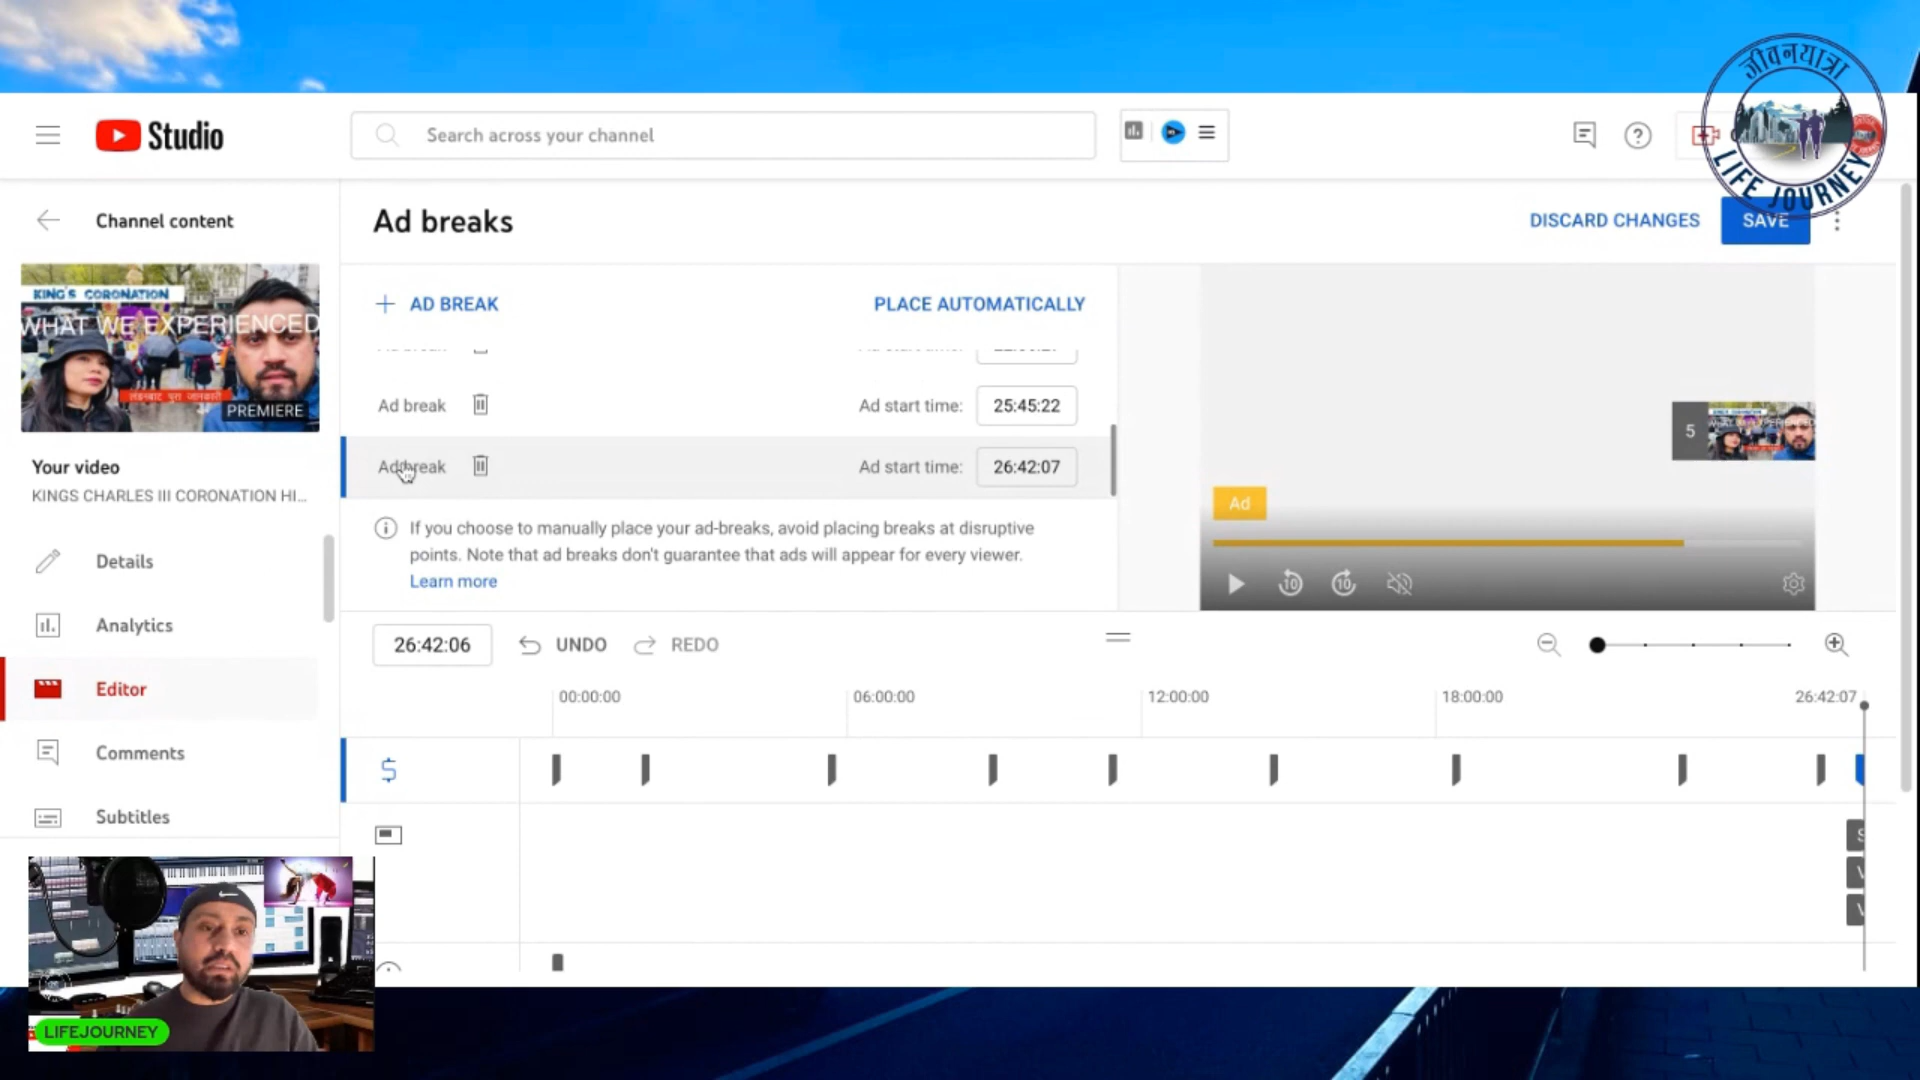 जीवनयात्रा
LIFE JOURNEY
Studio
Search across your channel
Channel content
Ad breaks
DISCARD CHANGES
SAVE
KING'S CORONATION
WHAT WE EXPERIENCED
लंडनबाट पुरा जानकारी
PREMIERE
AD BREAK
PLACE AUTOMATICALLY
Ad break
Ad start time:
25:45:22
Ad break
Ad start time:
26:42:07
5
Ad
Your video
KINGS CHARLES III CORONATION HI...
If you choose to manually place your ad-breaks, avoid placing breaks at disruptive
points. Note that ad breaks don't guarantee that ads will appear for every viewer.
Learn more
10
10
Details
Analytics
Editor
Comments
Subtitles
26:42:06
UNDO
REDO
00:00:00
06:00:00
12:00:00
18:00:00
26:42:07
$
S
V
V
LIFEJOURNEY